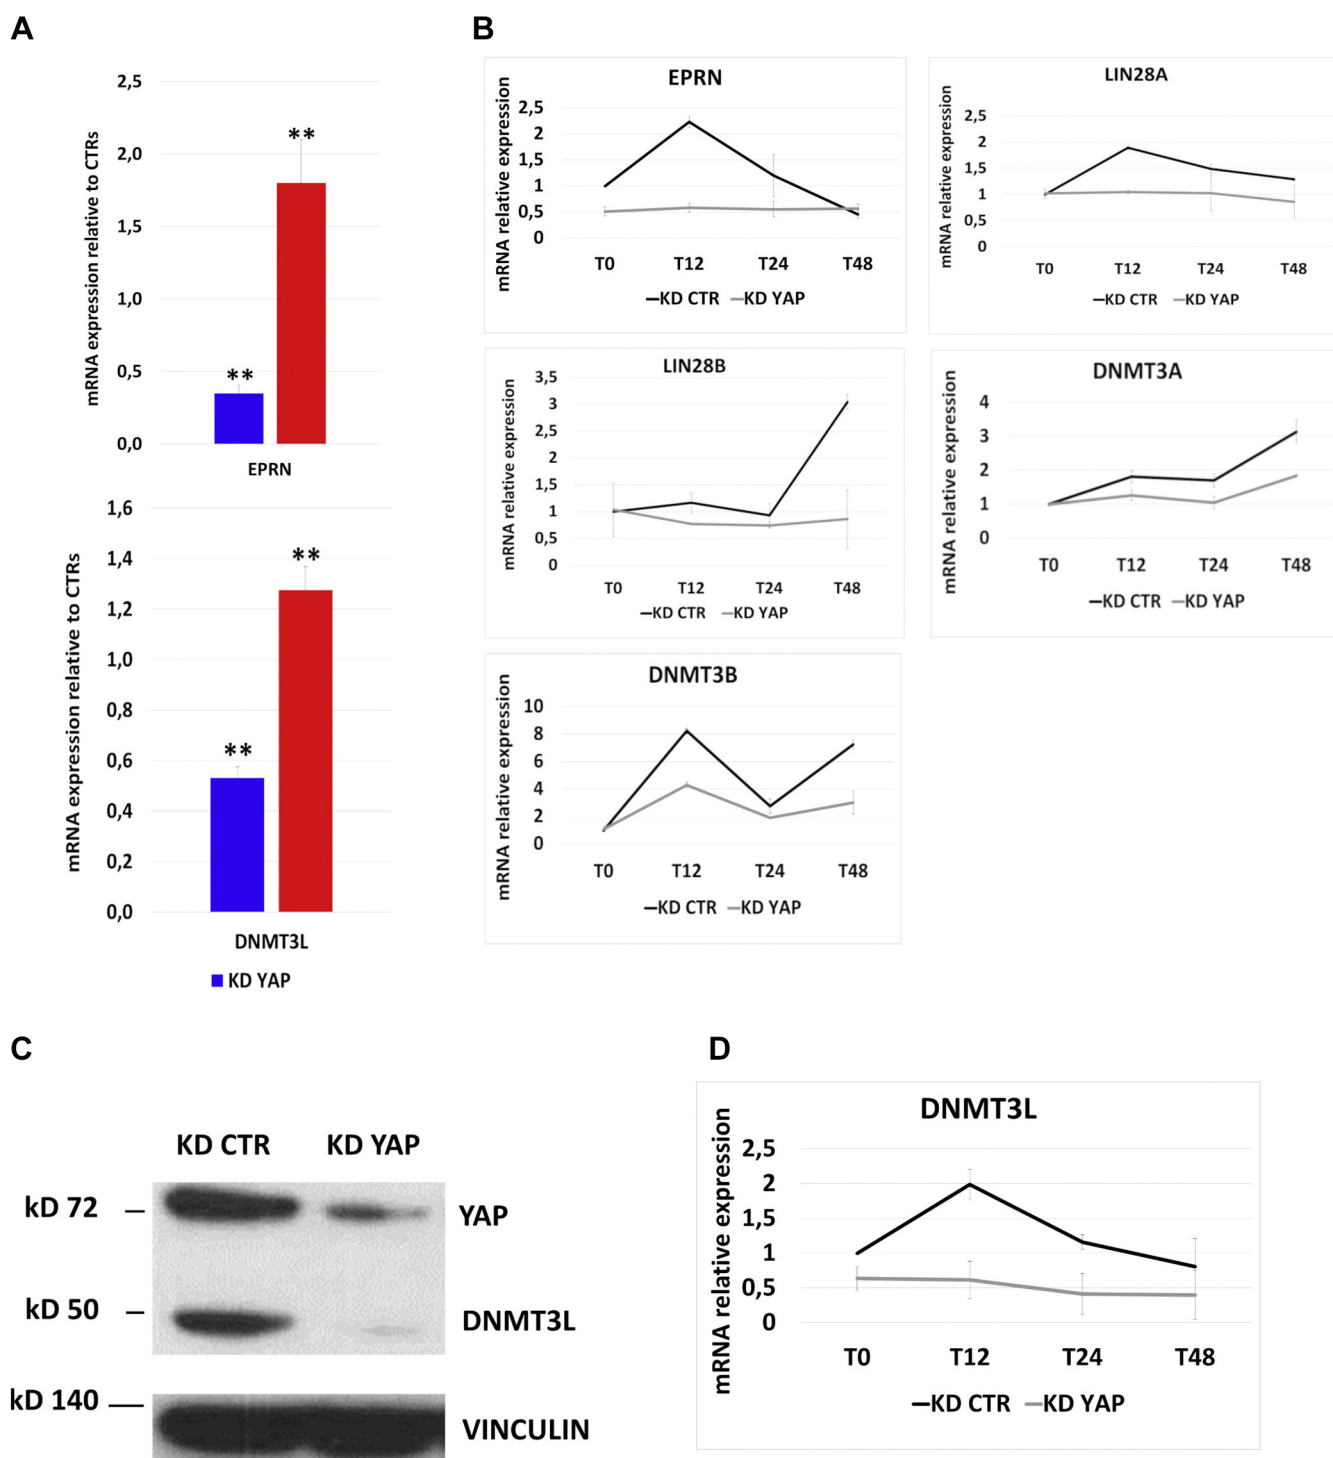 A
mRNA expression relative to CTRs
2,5
2,0
1,5
1,0
0,5
0,0
**
**
EPRN
mRNA expression relative to CTRs
1,6
1,4
1,2
1,0
0,8
0,6
0,4
0,2
0,0
**
**
DNMT3L
KD YAP
B
EPRN
mRNA relative expression
2,5
2
1,5
1
0,5
0
T0 T12 T24 T48
KD CTR KD YAP
LIN28A
mRNA relative expression
2,5
2
1,5
1
0,5
0
T0 T12 T24 T48
KD CTR KD YAP
LIN28B
mRNA relative expression
3,5
3
2,5
2
1,5
1
0,5
0
T0 T12 T24 T48
KD CTR KD YAP
DNMT3A
mRNA relative expression
4
3
2
1
0
T0 T12 T24 T48
KD CTR KD YAP
DNMT3B
mRNA relative expression
10
8
6
4
2
0
T0 T12 T24 T48
KD CTR KD YAP
C
KD CTR KD YAP
kD 72 YAP
kD 50 DNMT3L
kD 140 VINCULIN
D
DNMT3L
mRNA relative expression
2,5
2
1,5
1
0,5
0
T0 T12 T24 T48
KD CTR KD YAP